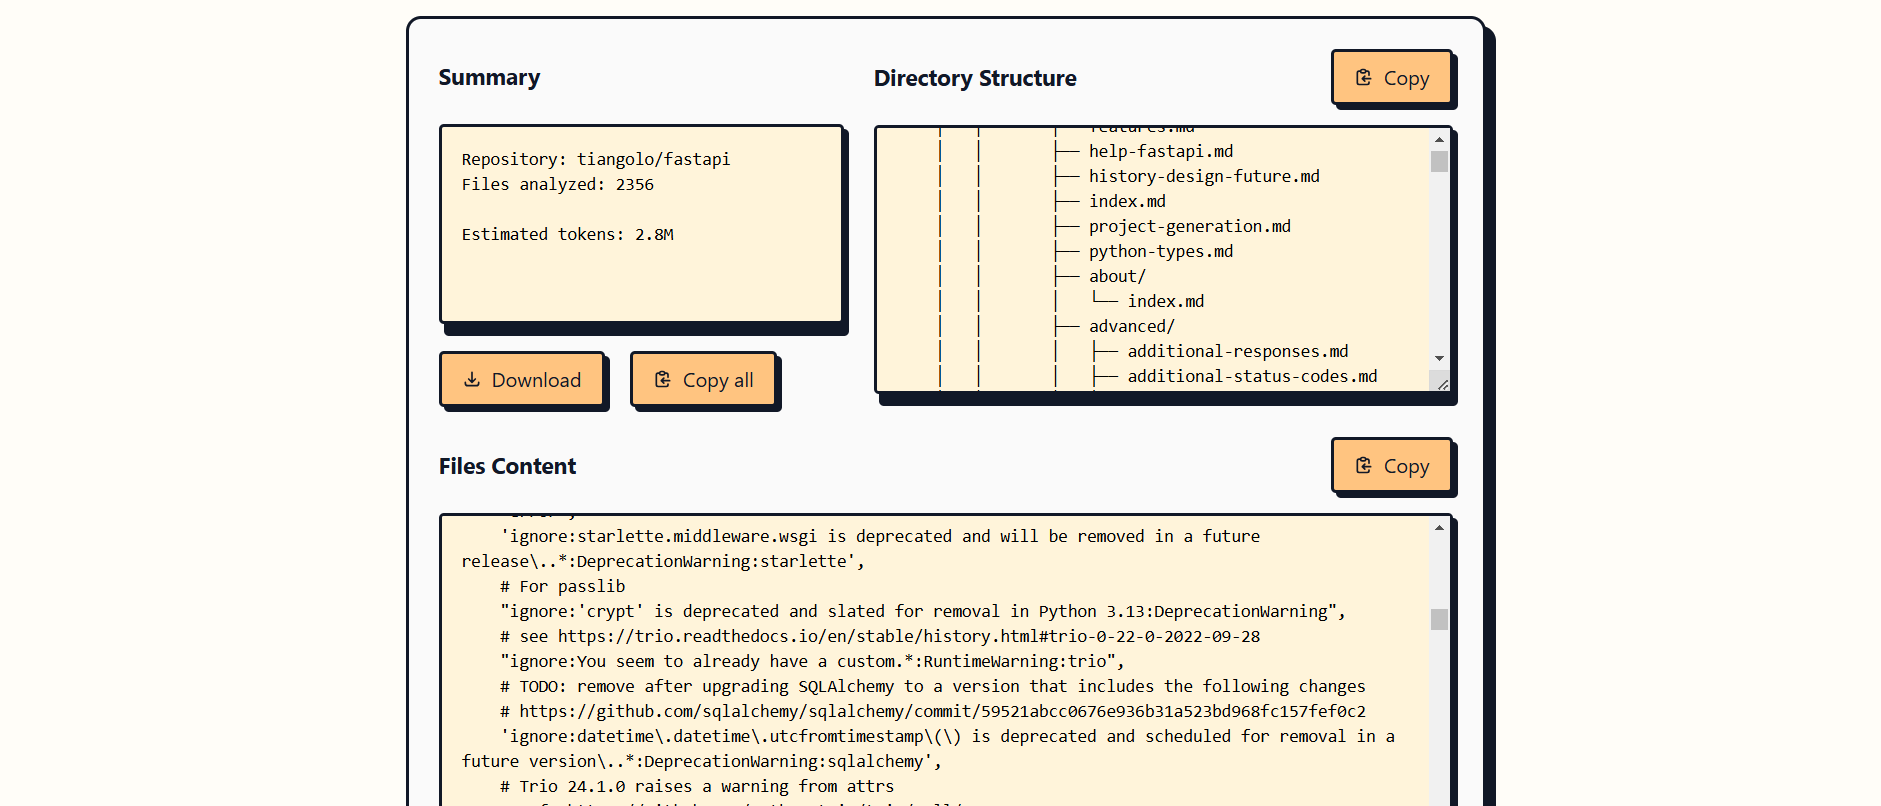 Summary
Directory Structure
Copy
Repository: tiangolo/fastapi
Files analyzed: 2356
Estimated tokens: 2.8M
Download
Copy all
features.md
├── help-fastapi.md
├── history-design-future.md
├── index.md
├── project-generation.md
├── python-types.md
├── about/
│   └── index.md
├── advanced/
│   ├── additional-responses.md
│   ├── additional-status-codes.md
Files Content
Copy
'ignore:starlette.middleware.wsgi is deprecated and will be removed in a future
release\..*:DeprecationWarning:starlette',
# For passlib
"ignore:'crypt' is deprecated and slated for removal in Python 3.13:DeprecationWarning",
# see https://trio.readthedocs.io/en/stable/history.html#trio-0-22-0-2022-09-28
"ignore:You seem to already have a custom.*:RuntimeWarning:trio",
# TODO: remove after upgrading SQLAlchemy to a version that includes the following changes
# https://github.com/sqlalchemy/sqlalchemy/commit/59521abcc0676e936b31a523bd968fc157fef0c2
'ignore:datetime\.datetime\.utcfromtimestamp\(\) is deprecated and scheduled for removal in a
future version\..*:DeprecationWarning:sqlalchemy',
# Trio 24.1.0 raises a warning from attrs